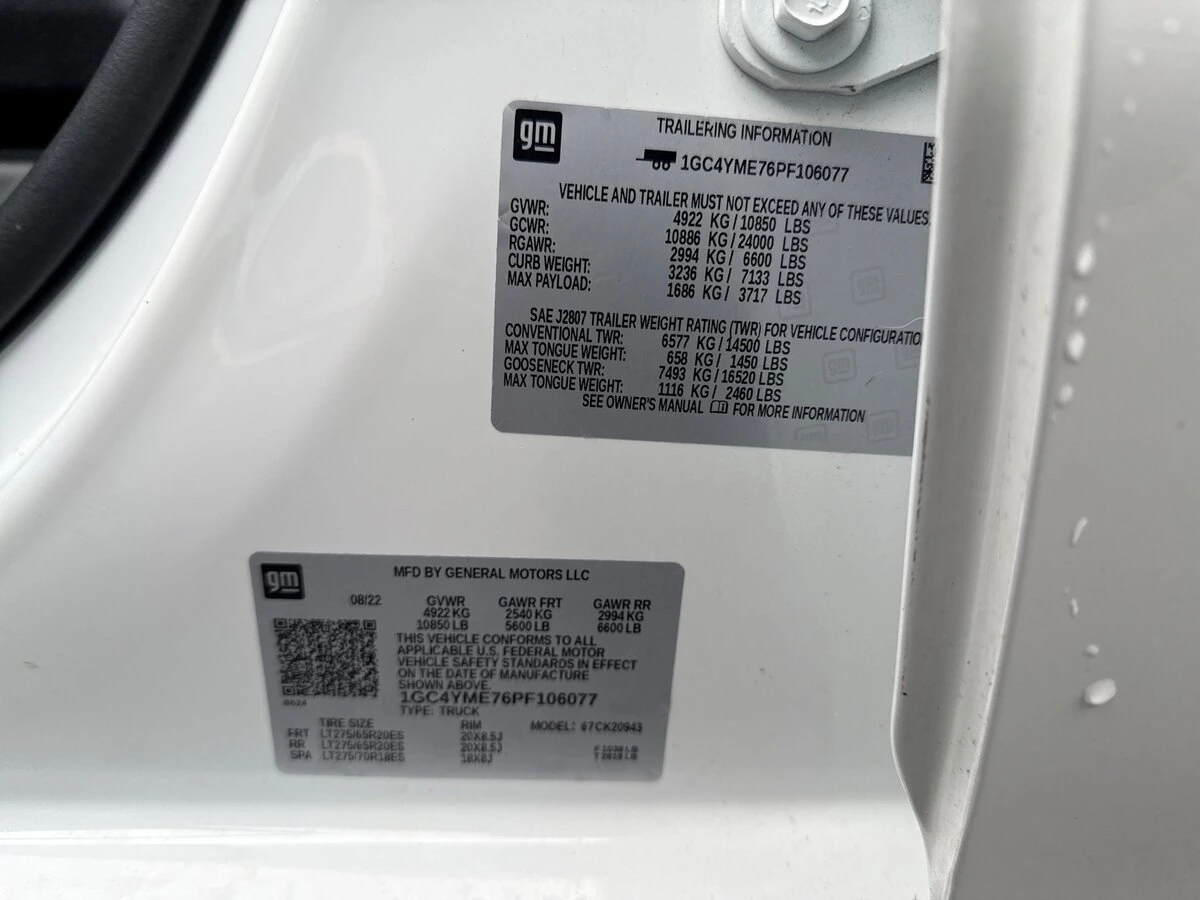 gm
TRAILERING INFORMATION
1GC4YME76PF106077
VEHICLE AND TRAILER MUST NOT EXCEED ANY OF THESE VALUES
GVWR: 4922 KG / 10850 LBS
GCWR: 10886 KG / 24000 LBS
RGAWR: 2994 KG / 6600 LBS
CURB WEIGHT: 3236 KG / 7133 LBS
MAX PAYLOAD: 1686 KG / 3717 LBS
SAE J2807 TRAILER WEIGHT RATING (TWR) FOR VEHICLE CONFIGURATIO
CONVENTIONAL TWR: 6577 KG / 14500 LBS
MAX TONGUE WEIGHT: 658 KG / 1450 LBS
GOOSENECK TWR: 7493 KG / 16520 LBS
MAX TONGUE WEIGHT: 1116 KG / 2460 LBS
SEE OWNER'S MANUAL FOR MORE INFORMATION
gm
MFD BY GENERAL MOTORS LLC
08/22 GVWR GAWR FRT GAWR RR
4922 KG 2540 KG 2994 KG
10850 LB 5600 LB 6600 LB
THIS VEHICLE CONFORMS TO ALL
APPLICABLE U.S. FEDERAL MOTOR
VEHICLE SAFETY STANDARDS IN EFFECT
ON THE DATE OF MANUFACTURE
SHOWN ABOVE.
1GC4YME76PF106077
TYPE: TRUCK
TIRE SIZE RIM MODEL: 67CK20943
FRT LT275/65R20ES 20X8.5J
RR LT275/65R20ES 20X8.5J
SPA LT275/70R18ES 18X8J